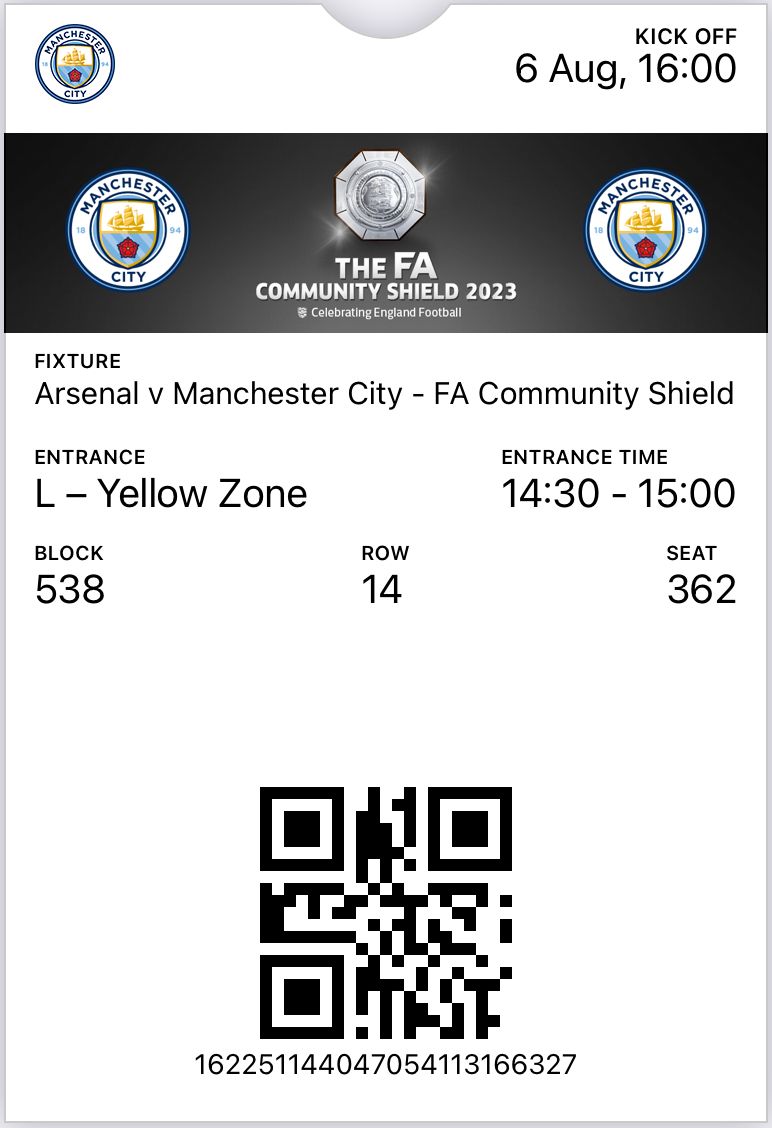 MANCHESTER
18 94
CITY
KICK OFF
6 Aug, 16:00
MANCHESTER
18 94
CITY
THE FA
COMMUNITY SHIELD 2023
Celebrating England Football
MANCHESTER
18 94
CITY
FIXTURE
Arsenal v Manchester City - FA Community Shield
ENTRANCE
L – Yellow Zone
ENTRANCE TIME
14:30 - 15:00
BLOCK
538
ROW
14
SEAT
362
162251144047054113166327